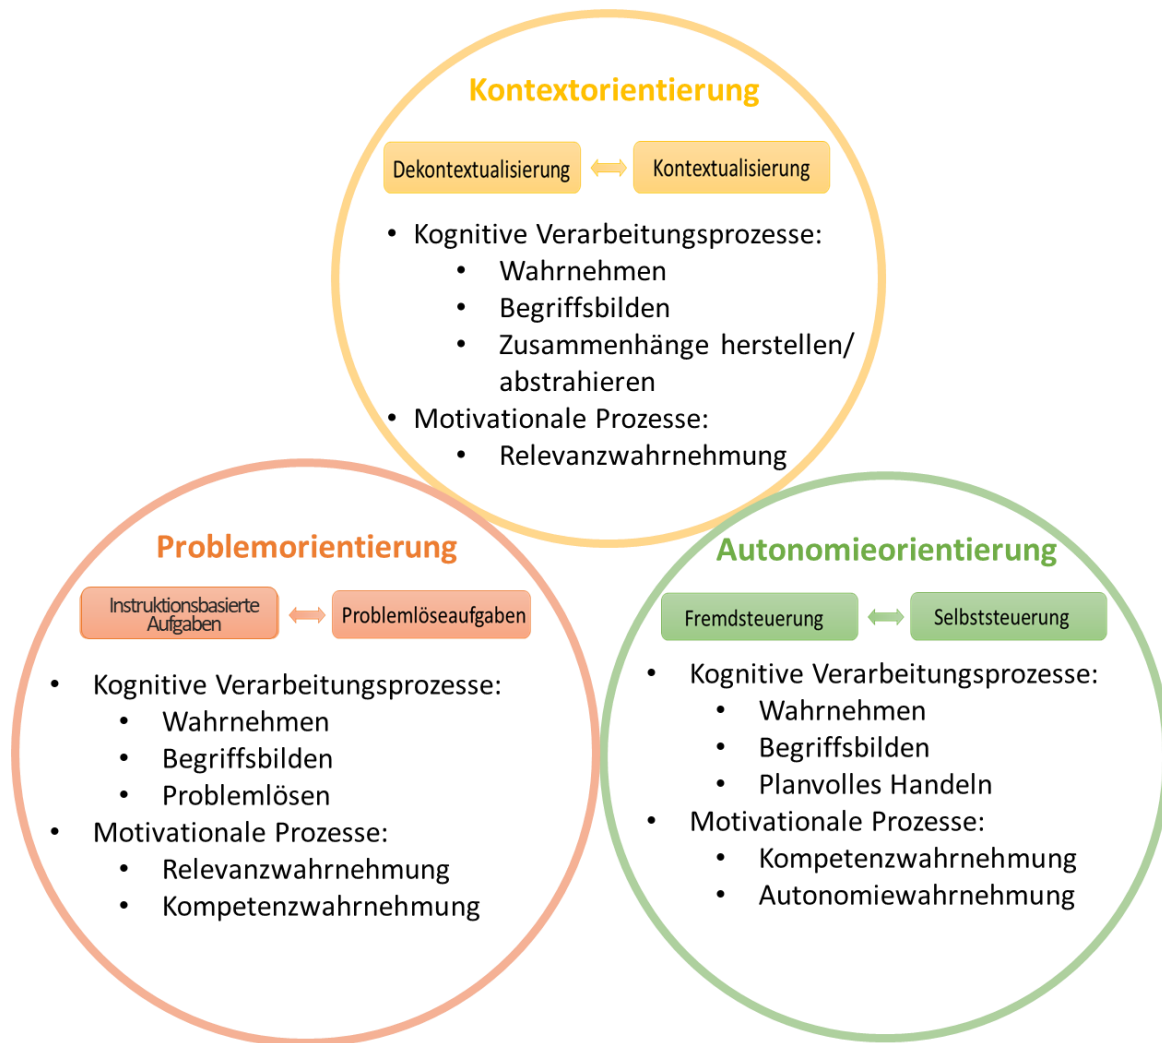 Kontextorientierung
Dekontextualisierung
Kontextualisierung
• Kognitive Verarbeitungsprozesse:
• Wahrnehmen
• Begriffsbilden
• Zusammenhänge herstellen/
abstrahieren
• Motivationale Prozesse:
• Relevanzwahrnehmung
Problemorientierung
Instruktionsbasierte
Aufgaben
Problemlöseaufgaben
• Kognitive Verarbeitungsprozesse:
• Wahrnehmen
• Begriffsbilden
• Problemlösen
• Motivationale Prozesse:
• Relevanzwahrnehmung
• Kompetenzwahrnehmung
Autonomieorientierung
Fremdsteuerung
Selbststeuerung
• Kognitive Verarbeitungsprozesse:
• Wahrnehmen
• Begriffsbilden
• Planvolles Handeln
• Motivationale Prozesse:
• Kompetenzwahrnehmung
• Autonomiewahrnehmung